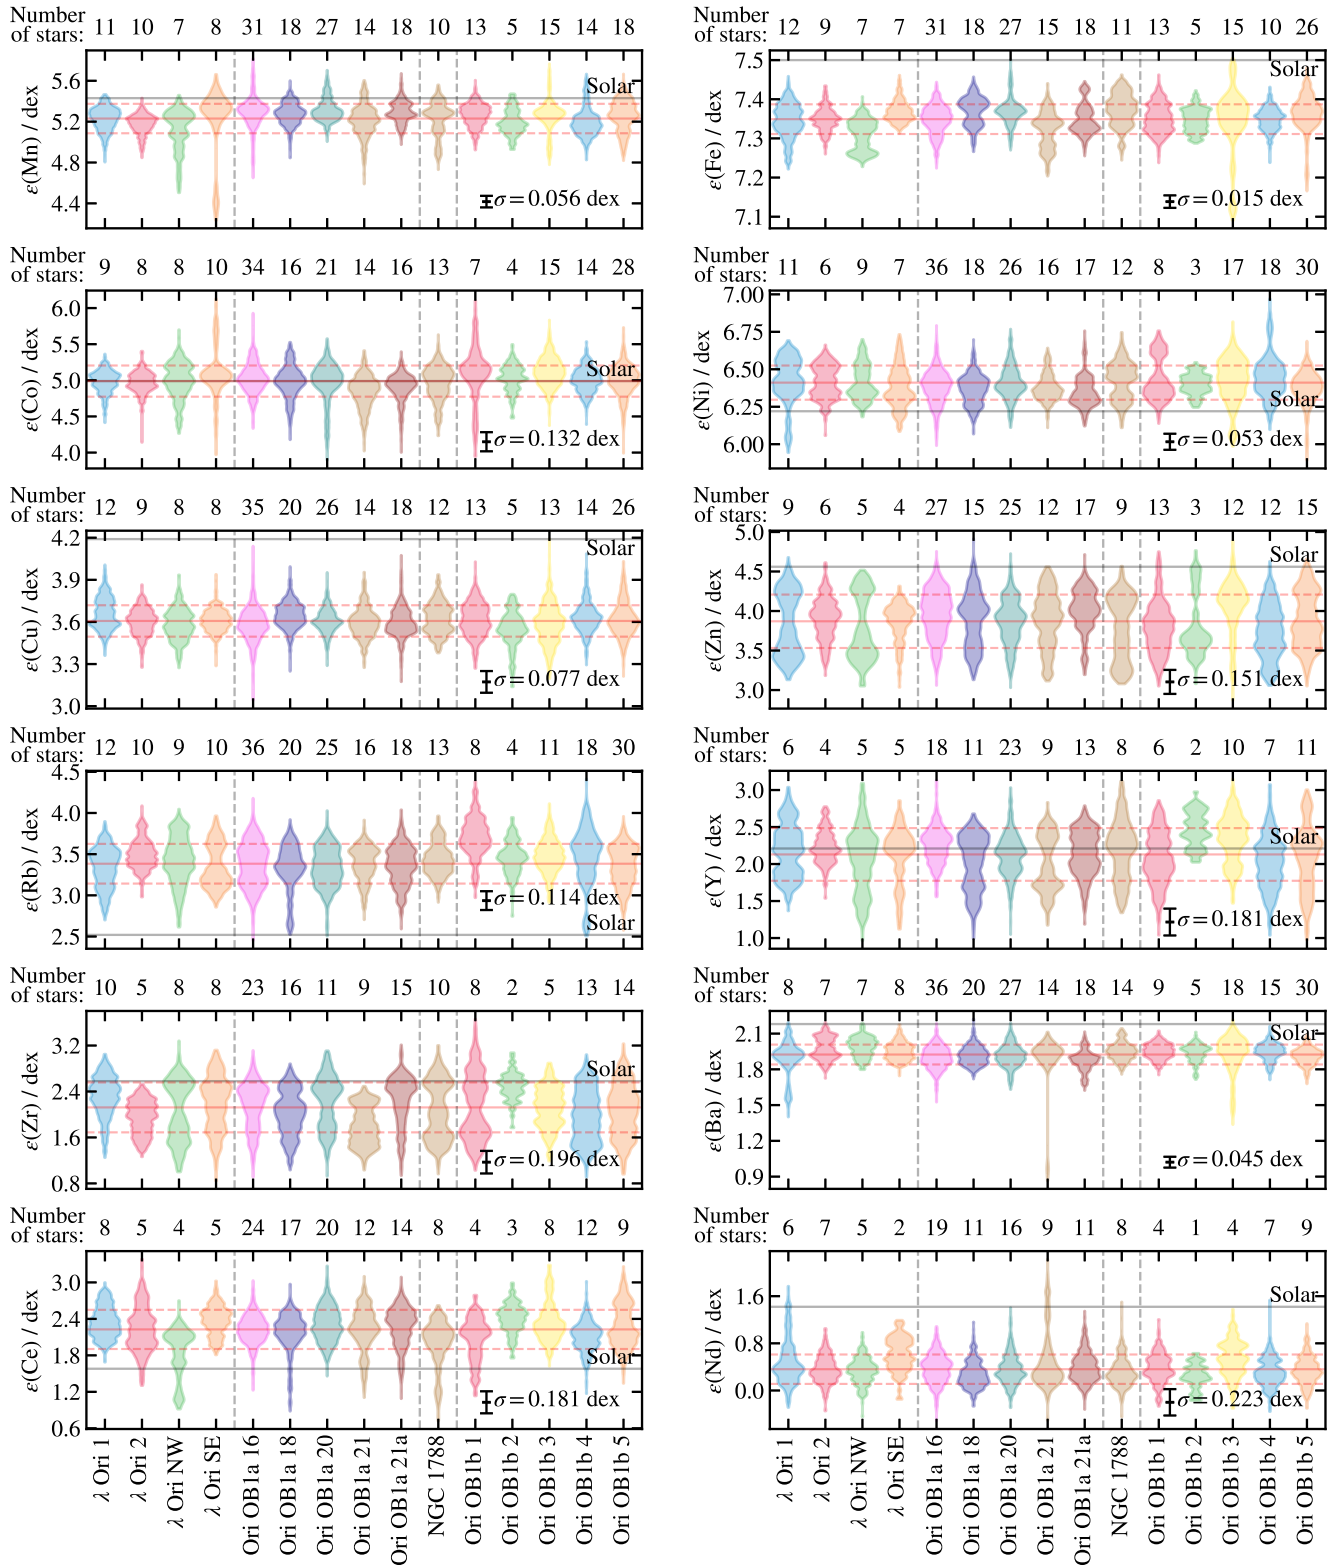 Number
of stars: 11 10 7 8 31 18 27 15 18 10 13 5 15 14 18
5.6
5.2
4.8
4.4
ε(Mn) / dex
Solar
σ = 0.056 dex
Number
of stars: 12 9 7 7 31 18 27 15 18 11 13 5 15 10 26
7.5
7.4
7.3
7.2
7.1
ε(Fe) / dex
Solar
σ = 0.015 dex
Number
of stars: 9 8 8 10 34 16 21 14 16 13 7 4 15 14 28
6.0
5.5
5.0
4.5
4.0
ε(Co) / dex
Solar
σ = 0.132 dex
Number
of stars: 11 6 9 7 36 18 26 16 17 12 8 3 17 18 30
7.00
6.75
6.50
6.25
6.00
ε(Ni) / dex
Solar
σ = 0.053 dex
Number
of stars: 12 9 8 8 35 20 26 14 18 12 13 5 13 14 26
4.2
3.9
3.6
3.3
3.0
ε(Cu) / dex
Solar
σ = 0.077 dex
Number
of stars: 9 6 5 4 27 15 25 12 17 9 13 3 12 12 15
5.0
4.5
4.0
3.5
3.0
ε(Zn) / dex
Solar
σ = 0.151 dex
Number
of stars: 12 10 9 10 36 20 25 16 18 13 8 4 11 18 30
4.5
4.0
3.5
3.0
2.5
ε(Rb) / dex
Solar
σ = 0.114 dex
Number
of stars: 6 4 5 5 18 11 23 9 13 8 6 2 10 7 11
3.0
2.5
2.0
1.5
1.0
ε(Y) / dex
Solar
σ = 0.181 dex
Number
of stars: 10 5 8 8 23 16 11 9 15 10 8 2 5 13 14
3.2
2.4
1.6
0.8
ε(Zr) / dex
Solar
σ = 0.196 dex
Number
of stars: 8 7 7 8 36 20 27 14 18 14 9 5 18 15 30
2.1
1.8
1.5
1.2
0.9
ε(Ba) / dex
Solar
σ = 0.045 dex
Number
of stars: 8 5 4 5 24 17 20 12 14 8 4 3 8 12 9
3.0
2.4
1.8
1.2
0.6
ε(Ce) / dex
Solar
σ = 0.181 dex
λ Ori 1
λ Ori 2
λ Ori NW
λ Ori SE
Ori OB1a 16
Ori OB1a 18
Ori OB1a 20
Ori OB1a 21
Ori OB1a 21a
NGC 1788
Ori OB1b 1
Ori OB1b 2
Ori OB1b 3
Ori OB1b 4
Ori OB1b 5
Number
of stars: 6 7 5 2 19 11 16 9 11 8 4 1 4 7 9
1.6
0.8
0.0
ε(Nd) / dex
Solar
σ = 0.223 dex
λ Ori 1
λ Ori 2
λ Ori NW
λ Ori SE
Ori OB1a 16
Ori OB1a 18
Ori OB1a 20
Ori OB1a 21
Ori OB1a 21a
NGC 1788
Ori OB1b 1
Ori OB1b 2
Ori OB1b 3
Ori OB1b 4
Ori OB1b 5